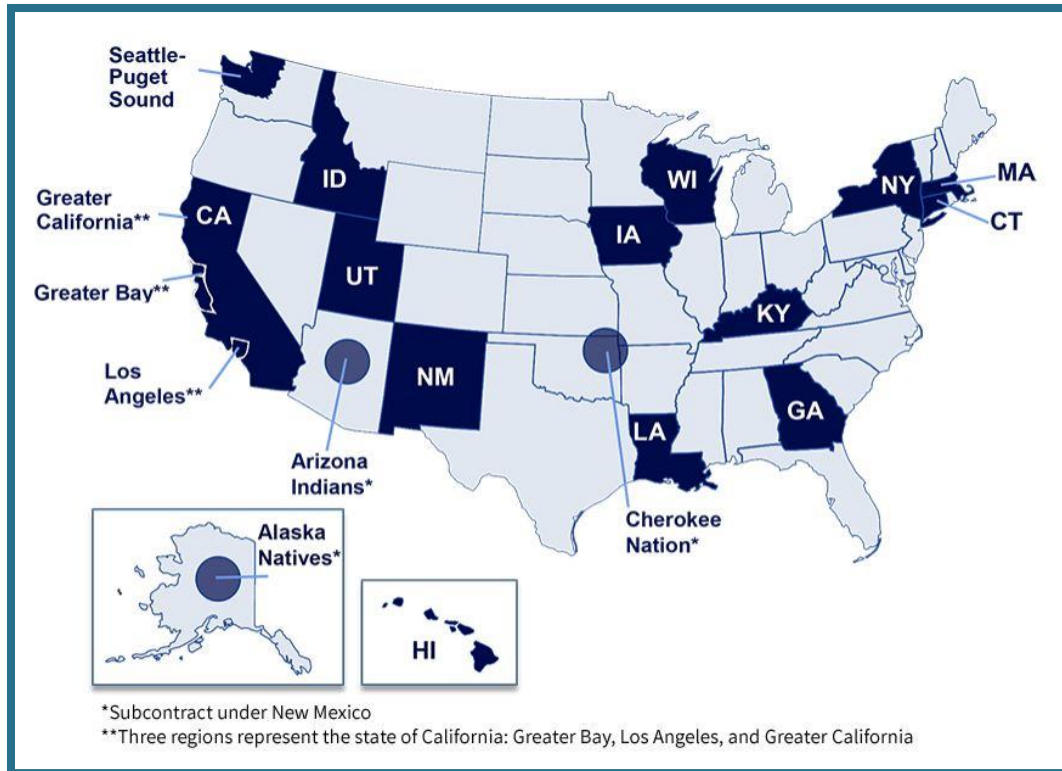 Seattle-
Puget
Sound
ID
WI
NY
MA
CT
Greater
California**
CA
IA
UT
Greater Bay**
KY
Los
Angeles**
NM
GA
LA
Arizona
Indians*
Cherokee
Nation*
Alaska
Natives*
HI
*Subcontract under New Mexico
**Three regions represent the state of California: Greater Bay, Los Angeles, and Greater California